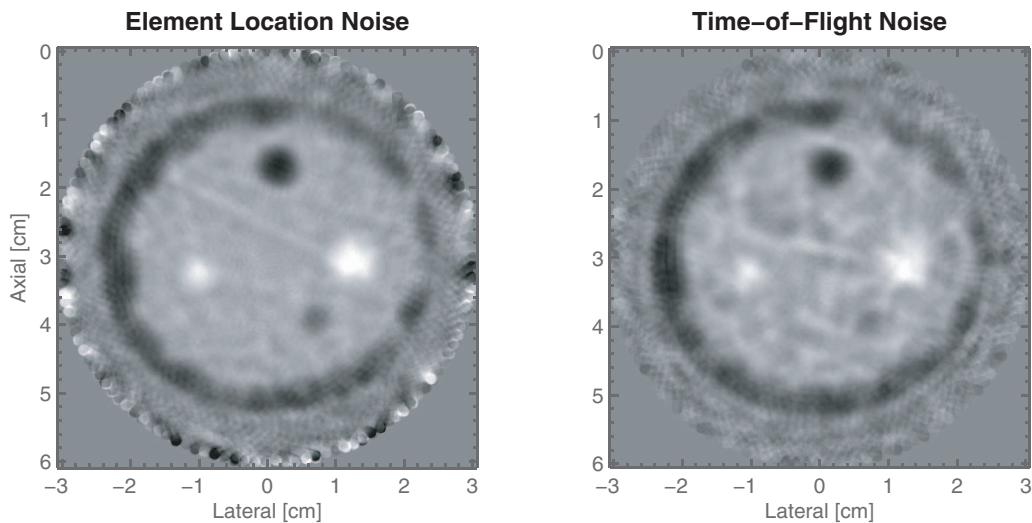 Element Location Noise
Time−of−Flight Noise
0
1
2
3
4
5
6
Axial [cm]
−3 −2 −1 0 1 2 3
Lateral [cm]
0
1
2
3
4
5
6
−3 −2 −1 0 1 2 3
Lateral [cm]